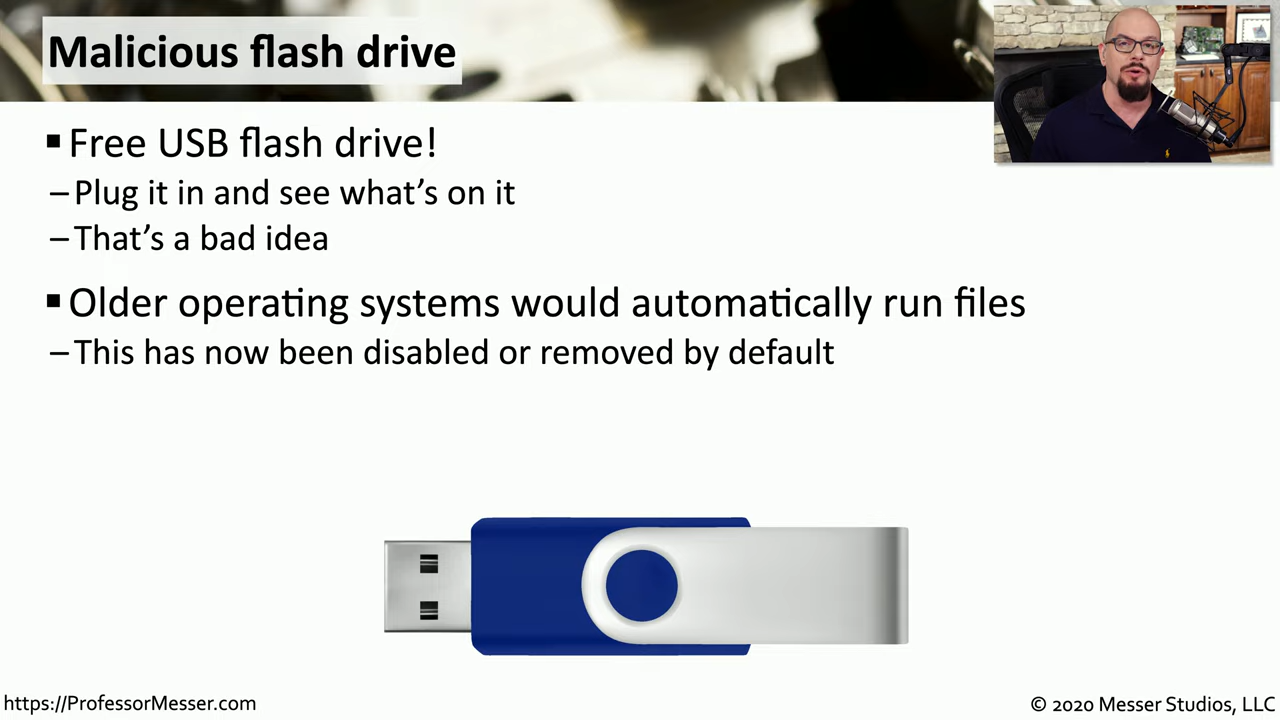 Malicious flash drive
▪ Free USB flash drive!
– Plug it in and see what's on it
– That's a bad idea
▪ Older operating systems would automatically run files
– This has now been disabled or removed by default
https://ProfessorMesser.com
© 2020 Messer Studios, LLC